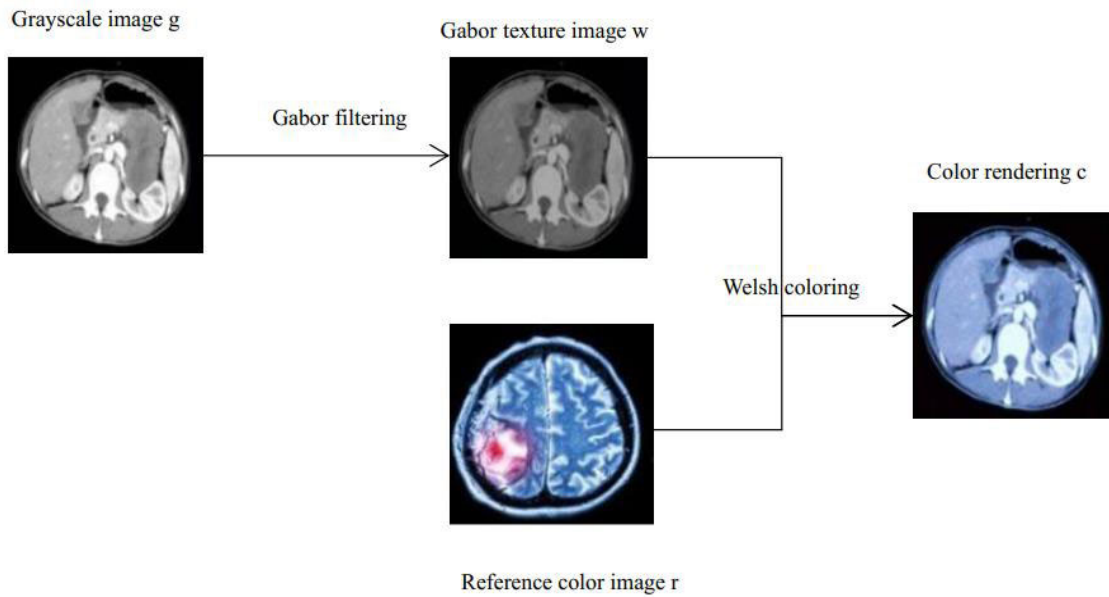 Grayscale image g
Gabor texture image w
Gabor filtering
Color rendering c
Welsh coloring
Reference color image r